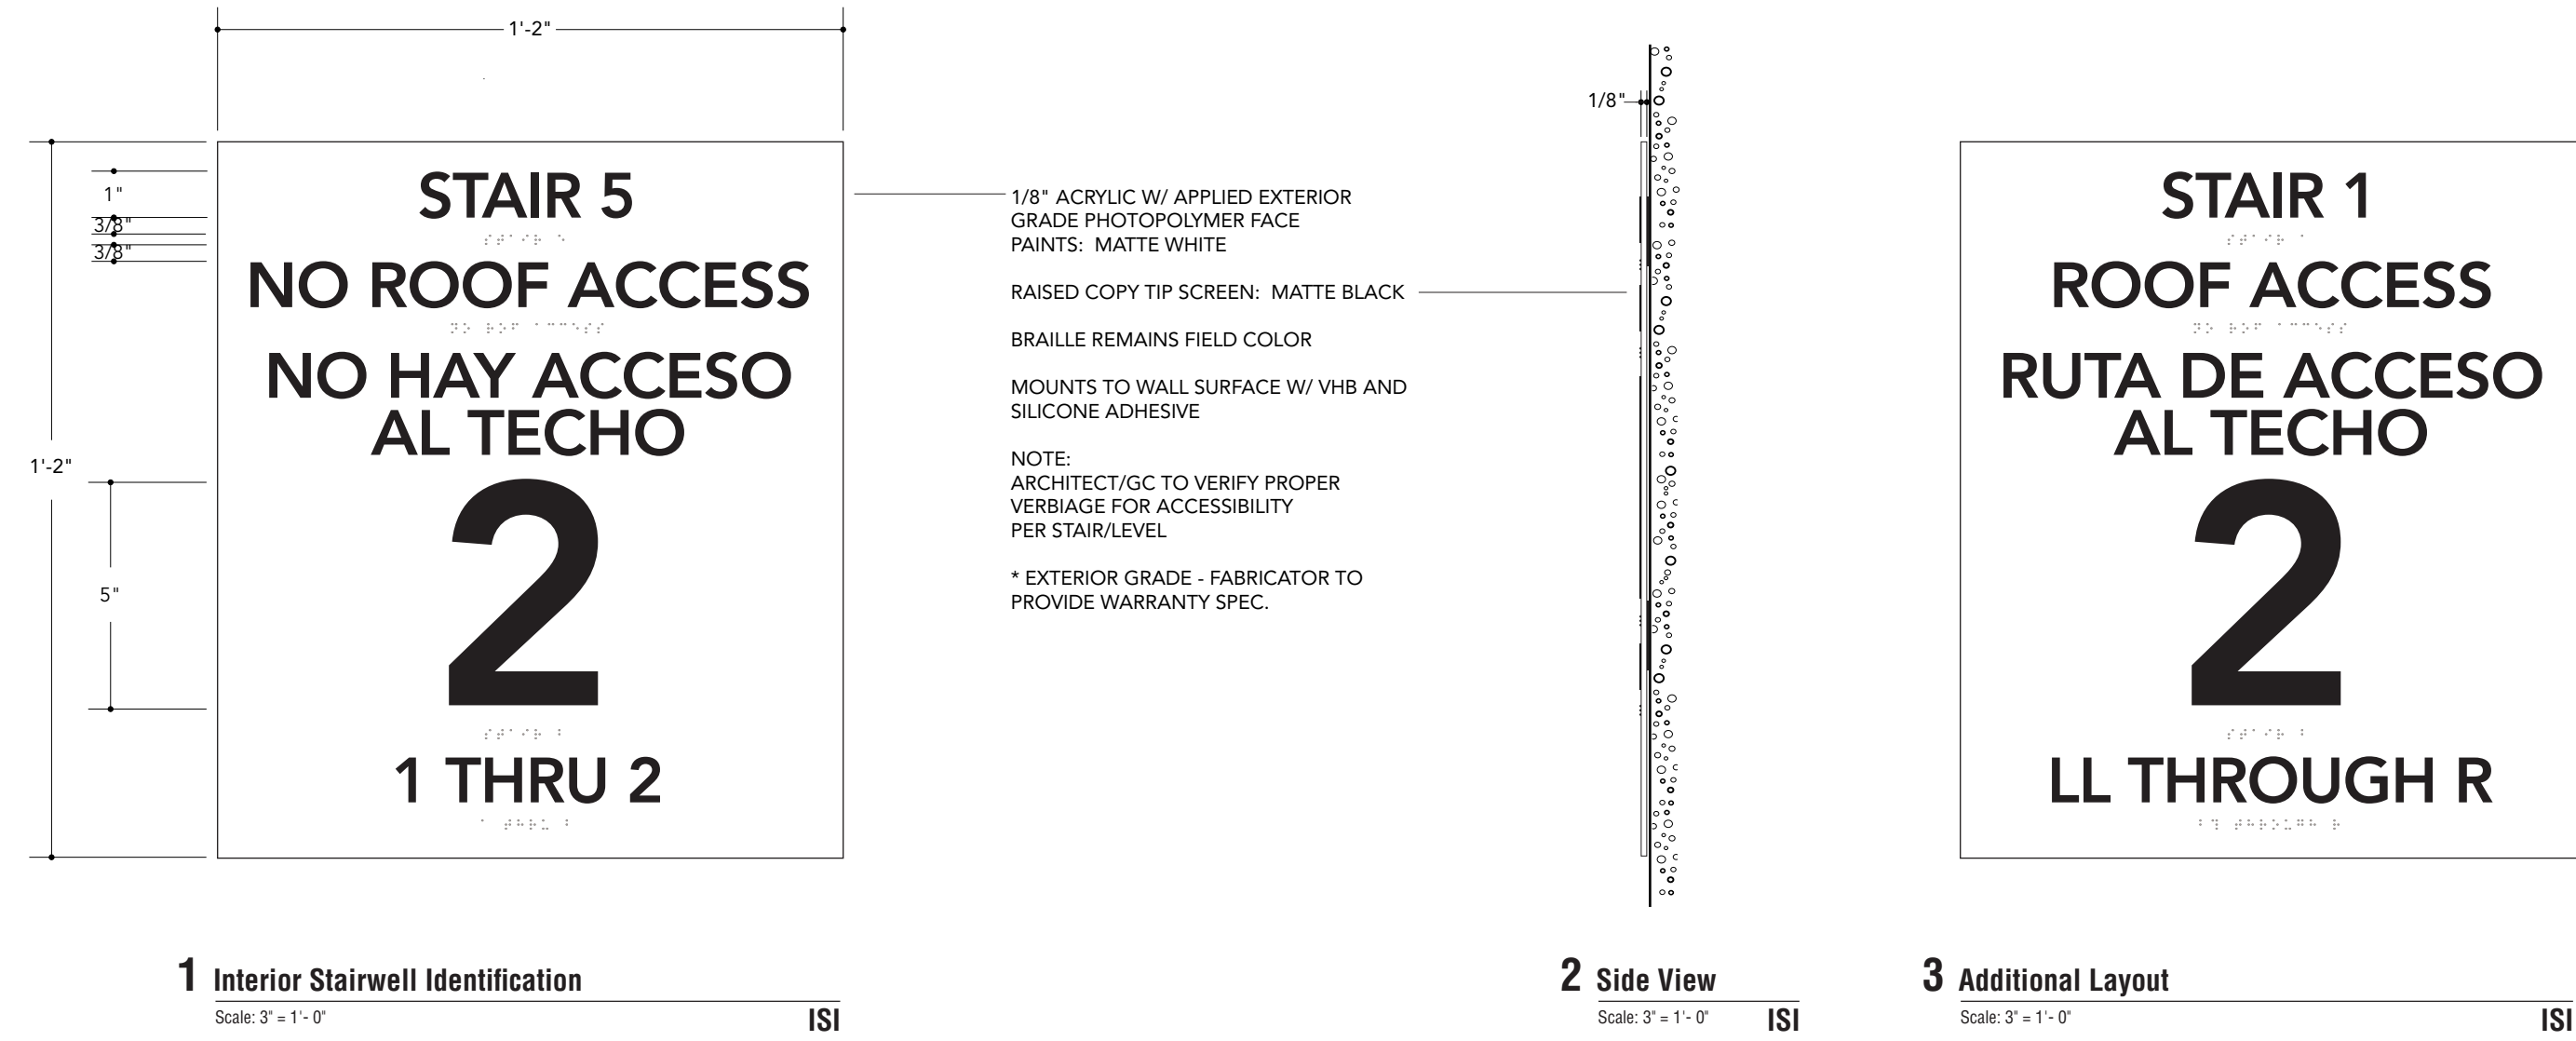 1'-2"
1/8"
1"
3/8"
3/8"
1'-2"
5"
STAIR 5
⠎⠞⠁⠊⠗ ⠑
NO ROOF ACCESS
NO HAY ACCESO
AL TECHO
2
1 THRU 2
1/8" ACRYLIC W/ APPLIED EXTERIOR
GRADE PHOTOPOLYMER FACE
PAINTS: MATTE WHITE
RAISED COPY TIP SCREEN: MATTE BLACK
BRAILLE REMAINS FIELD COLOR
MOUNTS TO WALL SURFACE W/ VHB AND
SILICONE ADHESIVE
NOTE:
ARCHITECT/GC TO VERIFY PROPER
VERBIAGE FOR ACCESSIBILITY
PER STAIR/LEVEL
* EXTERIOR GRADE - FABRICATOR TO
PROVIDE WARRANTY SPEC.
STAIR 1
ROOF ACCESS
RUTA DE ACCESO
AL TECHO
2
LL THROUGH R
1 Interior Stairwell Identification
Scale: 3" = 1'- 0"
ISI
2 Side View
Scale: 3" = 1'- 0"
ISI
3 Additional Layout
Scale: 3" = 1'- 0"
ISI